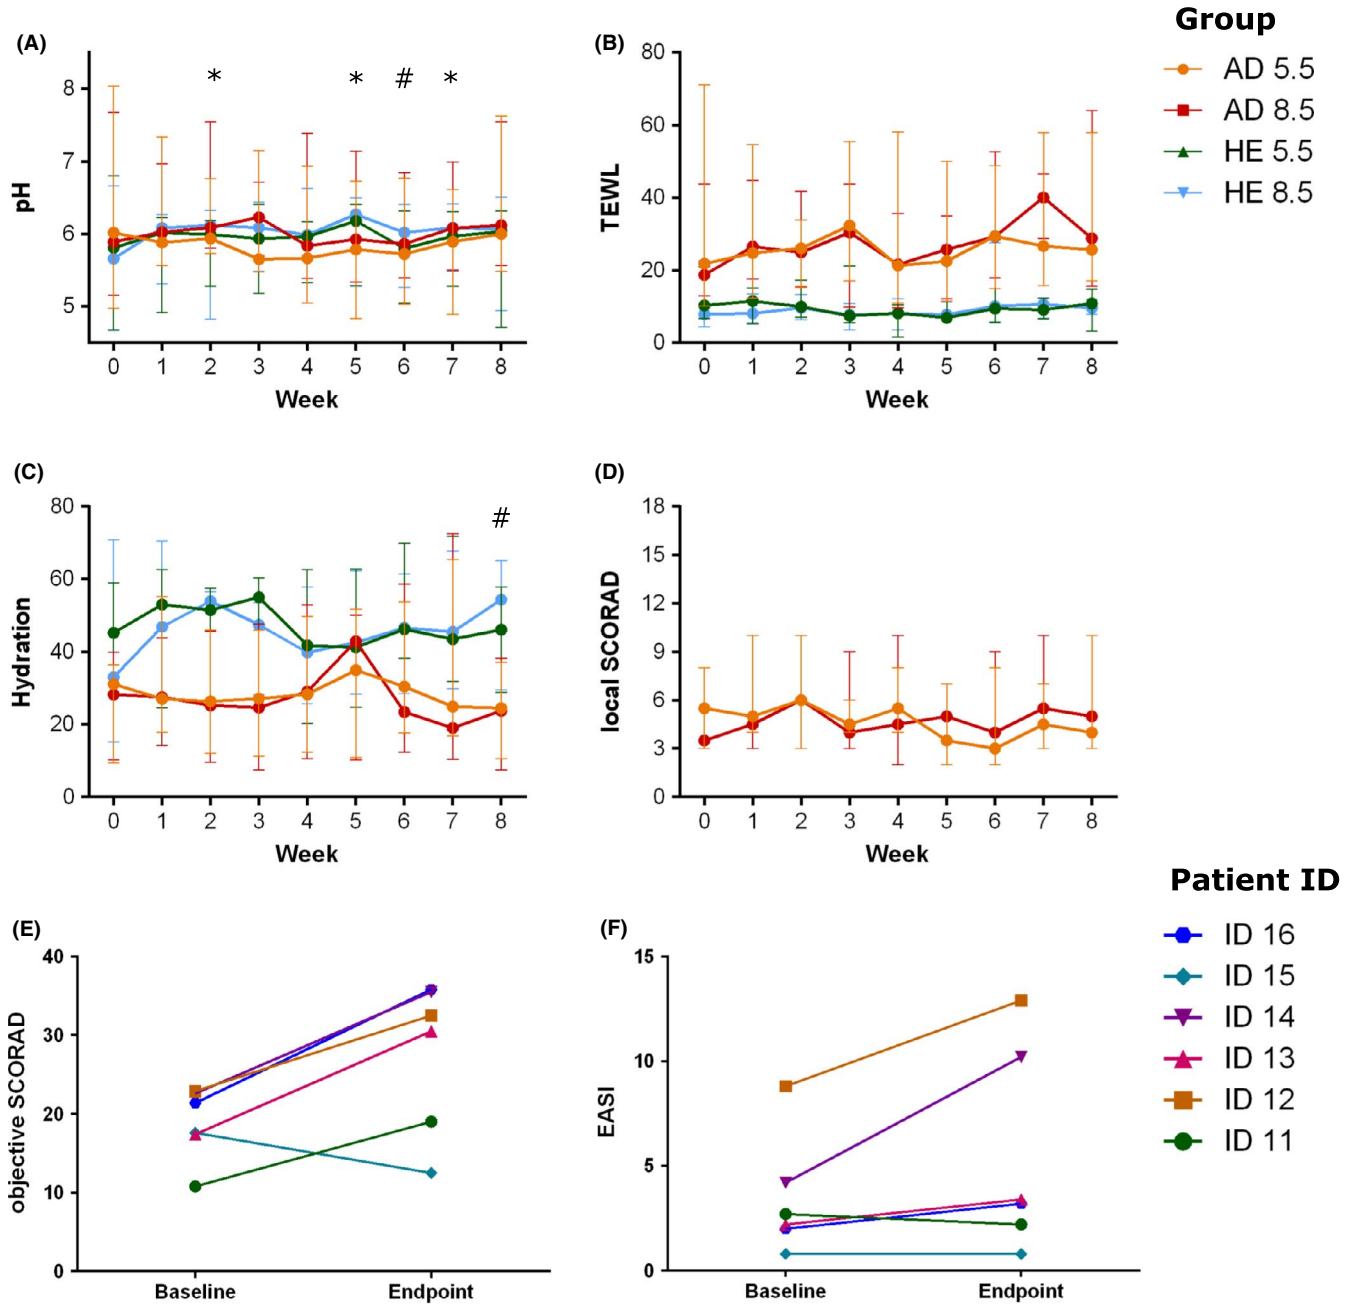 Group
AD 5.5
AD 8.5
HE 5.5
HE 8.5
(A)
* * # *
8
7
6
5
pH
0 1 2 3 4 5 6 7 8
Week
(B)
80
60
40
20
0
TEWL
0 1 2 3 4 5 6 7 8
Week
(C)
#
80
60
40
20
0
Hydration
0 1 2 3 4 5 6 7 8
Week
(D)
18
15
12
9
6
3
0
local SCORAD
0 1 2 3 4 5 6 7 8
Week
Patient ID
ID 16
ID 15
ID 14
ID 13
ID 12
ID 11
(E)
40
30
20
10
0
objective SCORAD
Baseline Endpoint
(F)
15
10
5
0
EASI
Baseline Endpoint